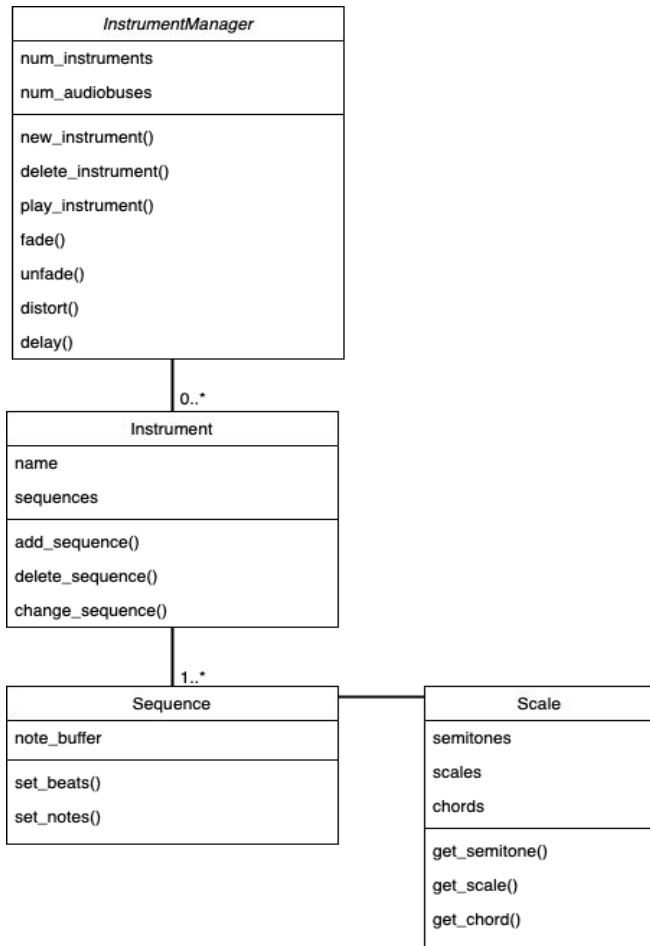 InstrumentManager
num_instruments
num_audiobuses
new_instrument()
delete_instrument()
play_instrument()
fade()
unfade()
distort()
delay()
0..*
Instrument
name
sequences
add_sequence()
delete_sequence()
change_sequence()
1..*
Sequence
note_buffer
set_beats()
set_notes()
Scale
semitones
scales
chords
get_semitone()
get_scale()
get_chord()